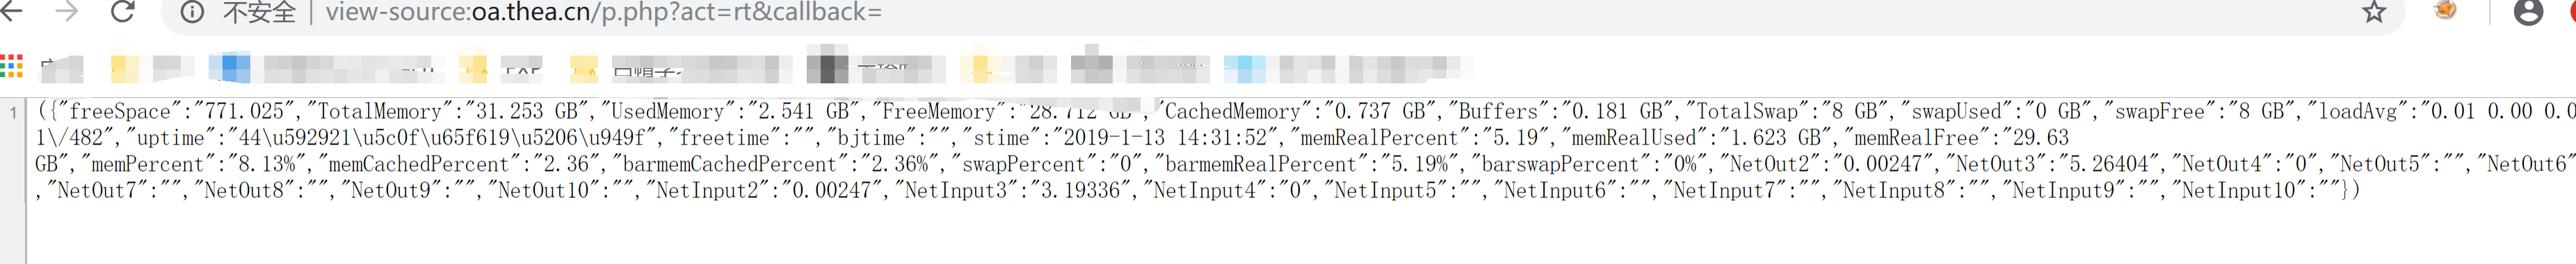 不安全 | view-source:oa.thea.cn/p.php?act=rt&callback=
1 ({"freeSpace":"771.025","TotalMemory":"31.253 GB","UsedMemory":"2.541 GB","FreeMemory":"28.712 GB","CachedMemory":"0.737 GB","Buffers":"0.181 GB","TotalSwap":"8 GB","swapUsed":"0 GB","swapFree":"8 GB","loadAvg":"0.01 0.00 0.0
1\/482","uptime":"44\u592921\u5c0f\u65f619\u5206\u949f","freetime":"","bjtime":"","stime":"2019-1-13 14:31:52","memRealPercent":"5.19","memRealUsed":"1.623 GB","memRealFree":"29.63
GB","memPercent":"8.13%","memCachedPercent":"2.36","barmemCachedPercent":"2.36%","swapPercent":"0","barmemRealPercent":"5.19%","barswapPercent":"0%","NetOut2":"0.00247","NetOut3":"5.26404","NetOut4":"0","NetOut5":"","NetOut6"
,"NetOut7":"","NetOut8":"","NetOut9":"","NetOut10":"","NetInput2":"0.00247","NetInput3":"3.19336","NetInput4":"0","NetInput5":"","NetInput6":"","NetInput7":"","NetInput8":"","NetInput9":"","NetInput10":""})